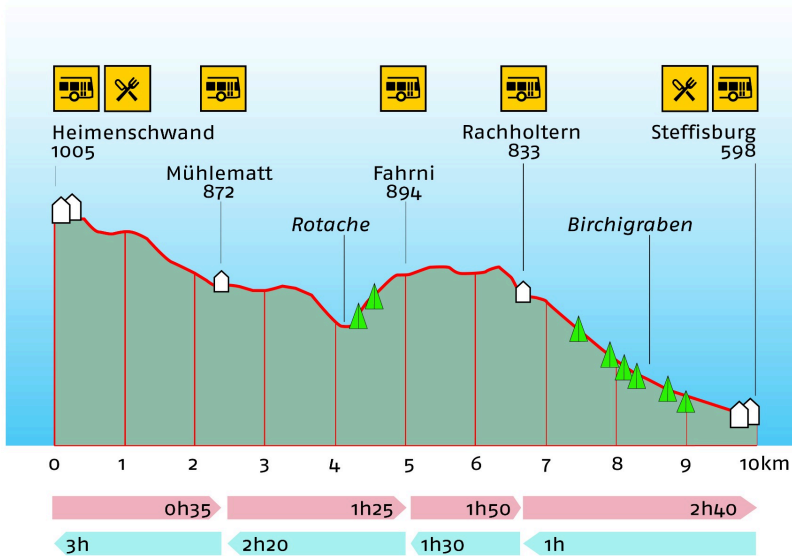 Heimenschwand
1005
Mühlematt
872
Rotache
Fahrni
894
Rachholtern
833
Birchigraben
Steffisburg
598
0 1 2 3 4 5 6 7 8 9 10km
0h35 1h25 1h50 2h40
3h 2h20 1h30 1h